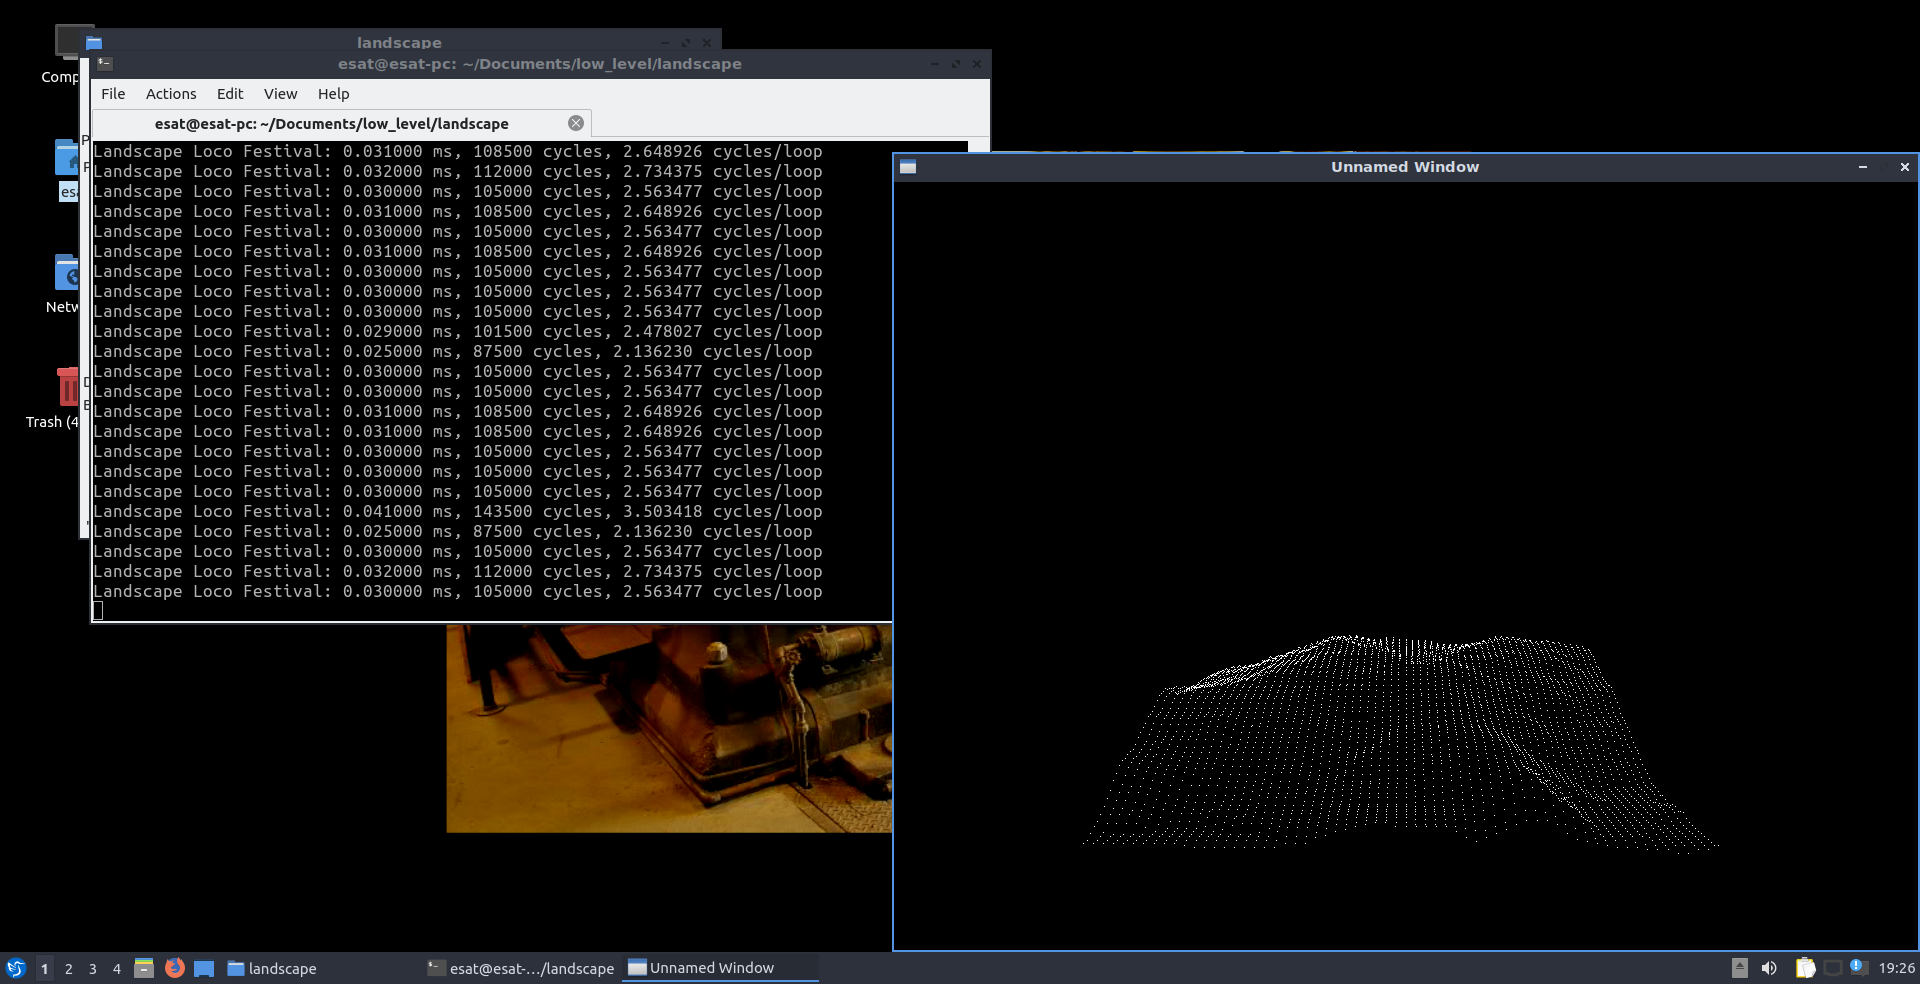 landscape
esat@esat-pc: ~/Documents/low_level/landscape
File Actions Edit View Help
esat@esat-pc: ~/Documents/low_level/landscape
Landscape Loco Festival: 0.031000 ms, 108500 cycles, 2.648926 cycles/loop
Landscape Loco Festival: 0.032000 ms, 112000 cycles, 2.734375 cycles/loop
Landscape Loco Festival: 0.030000 ms, 105000 cycles, 2.563477 cycles/loop
Landscape Loco Festival: 0.031000 ms, 108500 cycles, 2.648926 cycles/loop
Landscape Loco Festival: 0.030000 ms, 105000 cycles, 2.563477 cycles/loop
Landscape Loco Festival: 0.031000 ms, 108500 cycles, 2.648926 cycles/loop
Landscape Loco Festival: 0.030000 ms, 105000 cycles, 2.563477 cycles/loop
Landscape Loco Festival: 0.030000 ms, 105000 cycles, 2.563477 cycles/loop
Landscape Loco Festival: 0.030000 ms, 105000 cycles, 2.563477 cycles/loop
Landscape Loco Festival: 0.029000 ms, 101500 cycles, 2.478027 cycles/loop
Landscape Loco Festival: 0.025000 ms, 87500 cycles, 2.136230 cycles/loop
Landscape Loco Festival: 0.030000 ms, 105000 cycles, 2.563477 cycles/loop
Landscape Loco Festival: 0.030000 ms, 105000 cycles, 2.563477 cycles/loop
Landscape Loco Festival: 0.031000 ms, 108500 cycles, 2.648926 cycles/loop
Landscape Loco Festival: 0.031000 ms, 108500 cycles, 2.648926 cycles/loop
Landscape Loco Festival: 0.030000 ms, 105000 cycles, 2.563477 cycles/loop
Landscape Loco Festival: 0.030000 ms, 105000 cycles, 2.563477 cycles/loop
Landscape Loco Festival: 0.030000 ms, 105000 cycles, 2.563477 cycles/loop
Landscape Loco Festival: 0.041000 ms, 143500 cycles, 3.503418 cycles/loop
Landscape Loco Festival: 0.025000 ms, 87500 cycles, 2.136230 cycles/loop
Landscape Loco Festival: 0.030000 ms, 105000 cycles, 2.563477 cycles/loop
Landscape Loco Festival: 0.032000 ms, 112000 cycles, 2.734375 cycles/loop
Landscape Loco Festival: 0.030000 ms, 105000 cycles, 2.563477 cycles/loop
Unnamed Window
Comp
esa
Netw
Trash (4
1 2 3 4 landscape esat@esat-.../landscape Unnamed Window 19:26